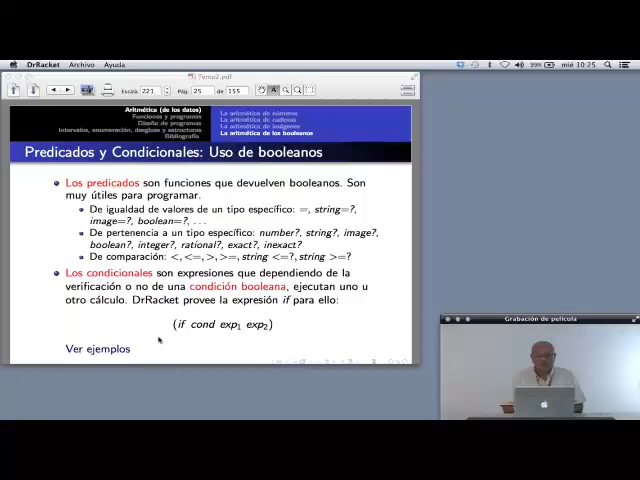 DrRacket Archivo Ayuda 99% mié 10:25
Tema2.pdf
Escala 221 Pág. 25 de 155
Aritmética (de los datos)
Funciones y programas
Diseño de programas
Intervalos, enumeración, desglose y estructuras
Bibliografía
La aritmética de números
La aritmética de cadenas
La aritmética de imágenes
La aritmética de los booleanos
Predicados y Condicionales: Uso de booleanos
Los predicados son funciones que devuelven booleanos. Son
muy útiles para programar.
De igualdad de valores de un tipo específico: =, string=?,
image=?, boolean=?, ...
De pertenencia a un tipo específico: number?, string?, image?,
boolean?, integer?, rational?, exact?, inexact?
De comparación: <, <=, >, >=, string <=?, string >=?
Los condicionales son expresiones que dependiendo de la
verificación o no de una condición booleana, ejecutan uno u
otro cálculo. DrRacket provee la expresión if para ello:
(if cond exp₁ exp₂)
Ver ejemplos
Grabación de película